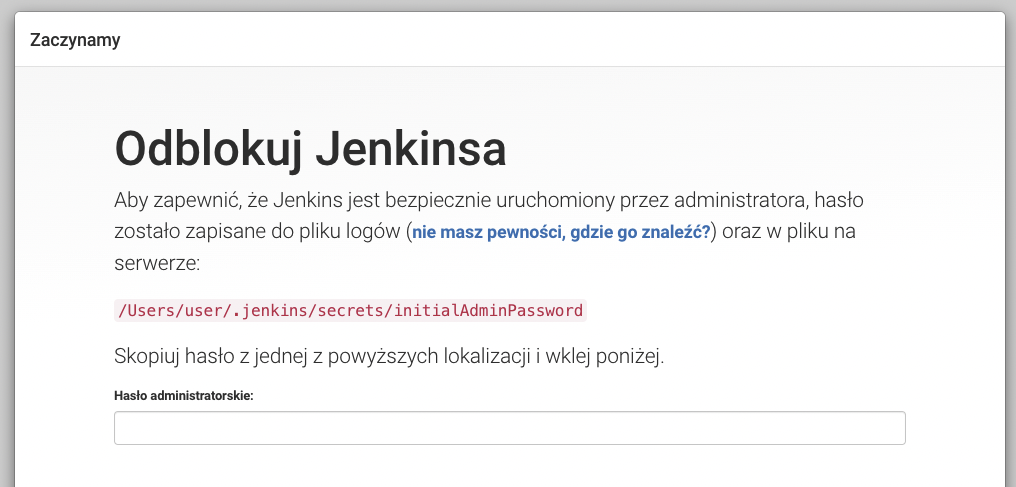 Zaczynamy
Odblokuj Jenkinsa
Aby zapewnić, że Jenkins jest bezpiecznie uruchomiony przez administratora, hasło
zostało zapisane do pliku logów (nie masz pewności, gdzie go znaleźć?) oraz w pliku na
serwerze:
/Users/user/.jenkins/secrets/initialAdminPassword
Skopiuj hasło z jednej z powyższych lokalizacji i wklej poniżej.
Hasło administratorskie: